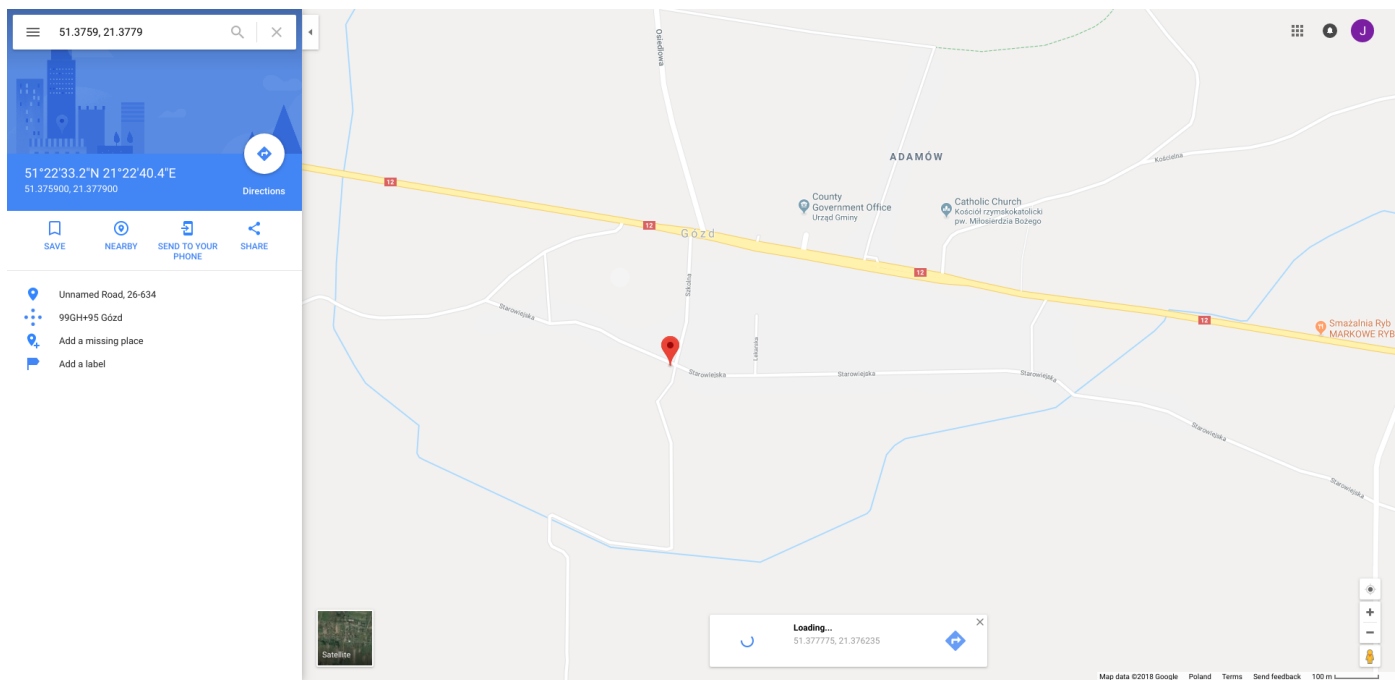 51.3759, 21.3779
51°22'33.2"N 21°22'40.4"E
51.375900, 21.377900
Directions
SAVE
NEARBY
SEND TO YOUR
PHONE
SHARE
Unnamed Road, 26-634
99GH+95 Gózd
Add a missing place
Add a label
Satellite
Osiedlowa
J
ADAMÓW
Kościelna
12
County
Government Office
Urząd Gminy
Catholic Church
Kościół rzymskokatolicki
pw. Miłosierdzia Bożego
12
Gózd
12
Szkolna
Starowiejska
12
Smażalnia Ryb
MARKOWE RYB
Lekarska
Starowiejska
Starowiejska
Starowiejska
Starowiejska
Starowiejska
Loading...
51.377775, 21.376235
Map data ©2018 Google Poland Terms Send feedback 100 m